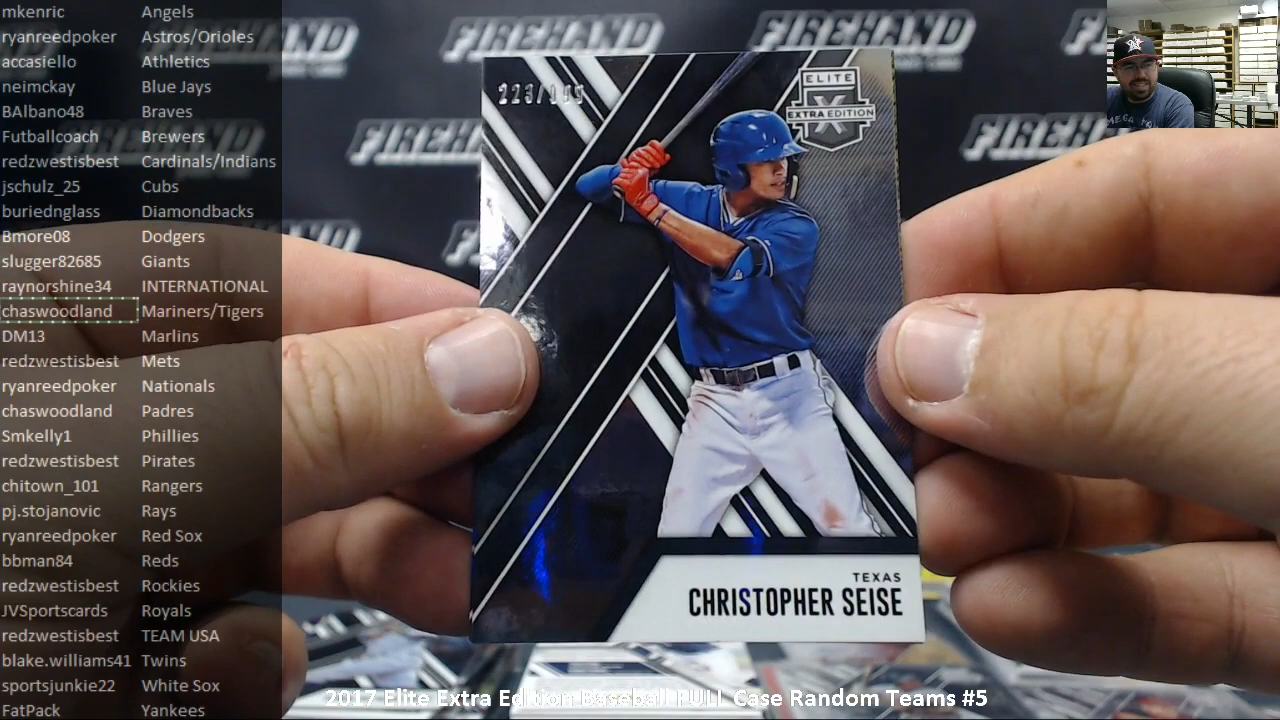 mkenric Angels
ryanreedpoker Astros/Orioles
accasiello Athletics
neimckay Blue Jays
BAlbano48 Braves
Futballcoach Brewers
redzwestisbest Cardinals/Indians
jschulz_25 Cubs
buriednglass Diamondbacks
Bmore08 Dodgers
slugger82685 Giants
raynorshine34 INTERNATIONAL
chaswoodland Mariners/Tigers
DM13 Marlins
redzwestisbest Mets
ryanreedpoker Nationals
chaswoodland Padres
Smkelly1 Phillies
redzwestisbest Pirates
chitown_101 Rangers
pj.stojanovic Rays
ryanreedpoker Red Sox
bbman84 Reds
redzwestisbest Rockies
JVSportscards Royals
redzwestisbest TEAM USA
blake.williams41 Twins
sportsjunkie22 White Sox
FatPack Yankees
FIREHAND
FIREHAND
FIREHAND
ELITE
X
EXTRA EDITION
TEXAS
CHRISTOPHER SEISE
2017 Elite Extra Edition Baseball FULL Case Random Teams #5